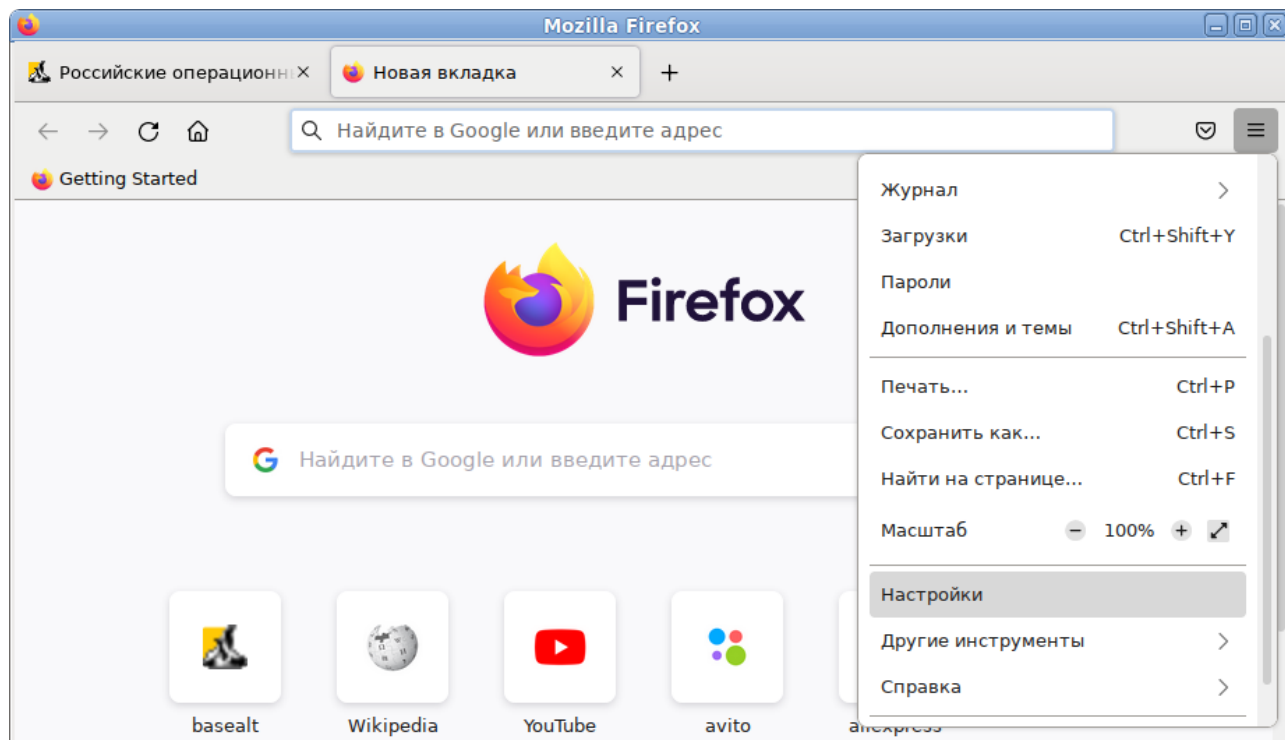 Mozilla Firefox
Российские операционн
Новая вкладка
Найдите в Google или введите адрес
Getting Started
Журнал
Загрузки Ctrl+Shift+Y
Пароли
Дополнения и темы Ctrl+Shift+A
Печать... Ctrl+P
Сохранить как... Ctrl+S
Найти на странице... Ctrl+F
Масштаб − 100% +
Настройки
Другие инструменты
Справка
Firefox
Найдите в Google или введите адрес
basealt Wikipedia YouTube avito aliexpress